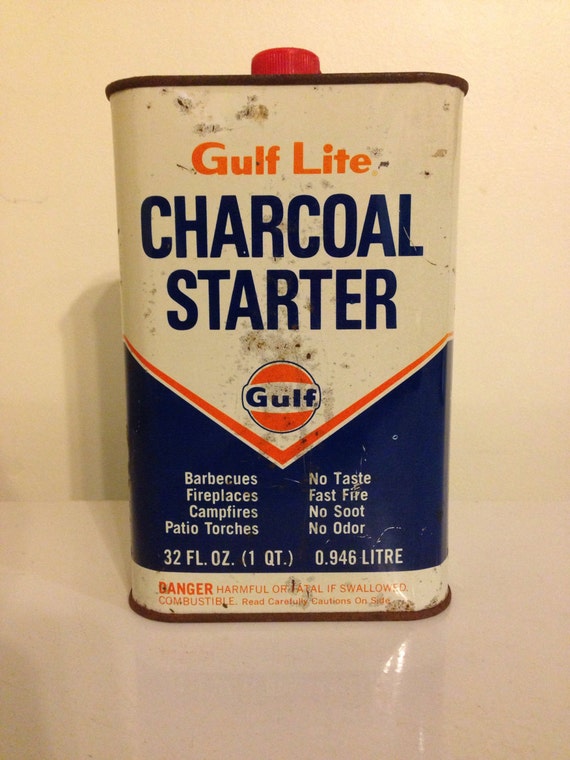 Gulf Lite
CHARCOAL
STARTER
Gulf
Barbecues No Taste
Fireplaces Fast Fire
Campfires No Soot
Patio Torches No Odor
32 FL. OZ. (1 QT.) 0.946 LITRE
DANGER HARMFUL OR FATAL IF SWALLOWED.
COMBUSTIBLE. Read Carefully Cautions On Side.